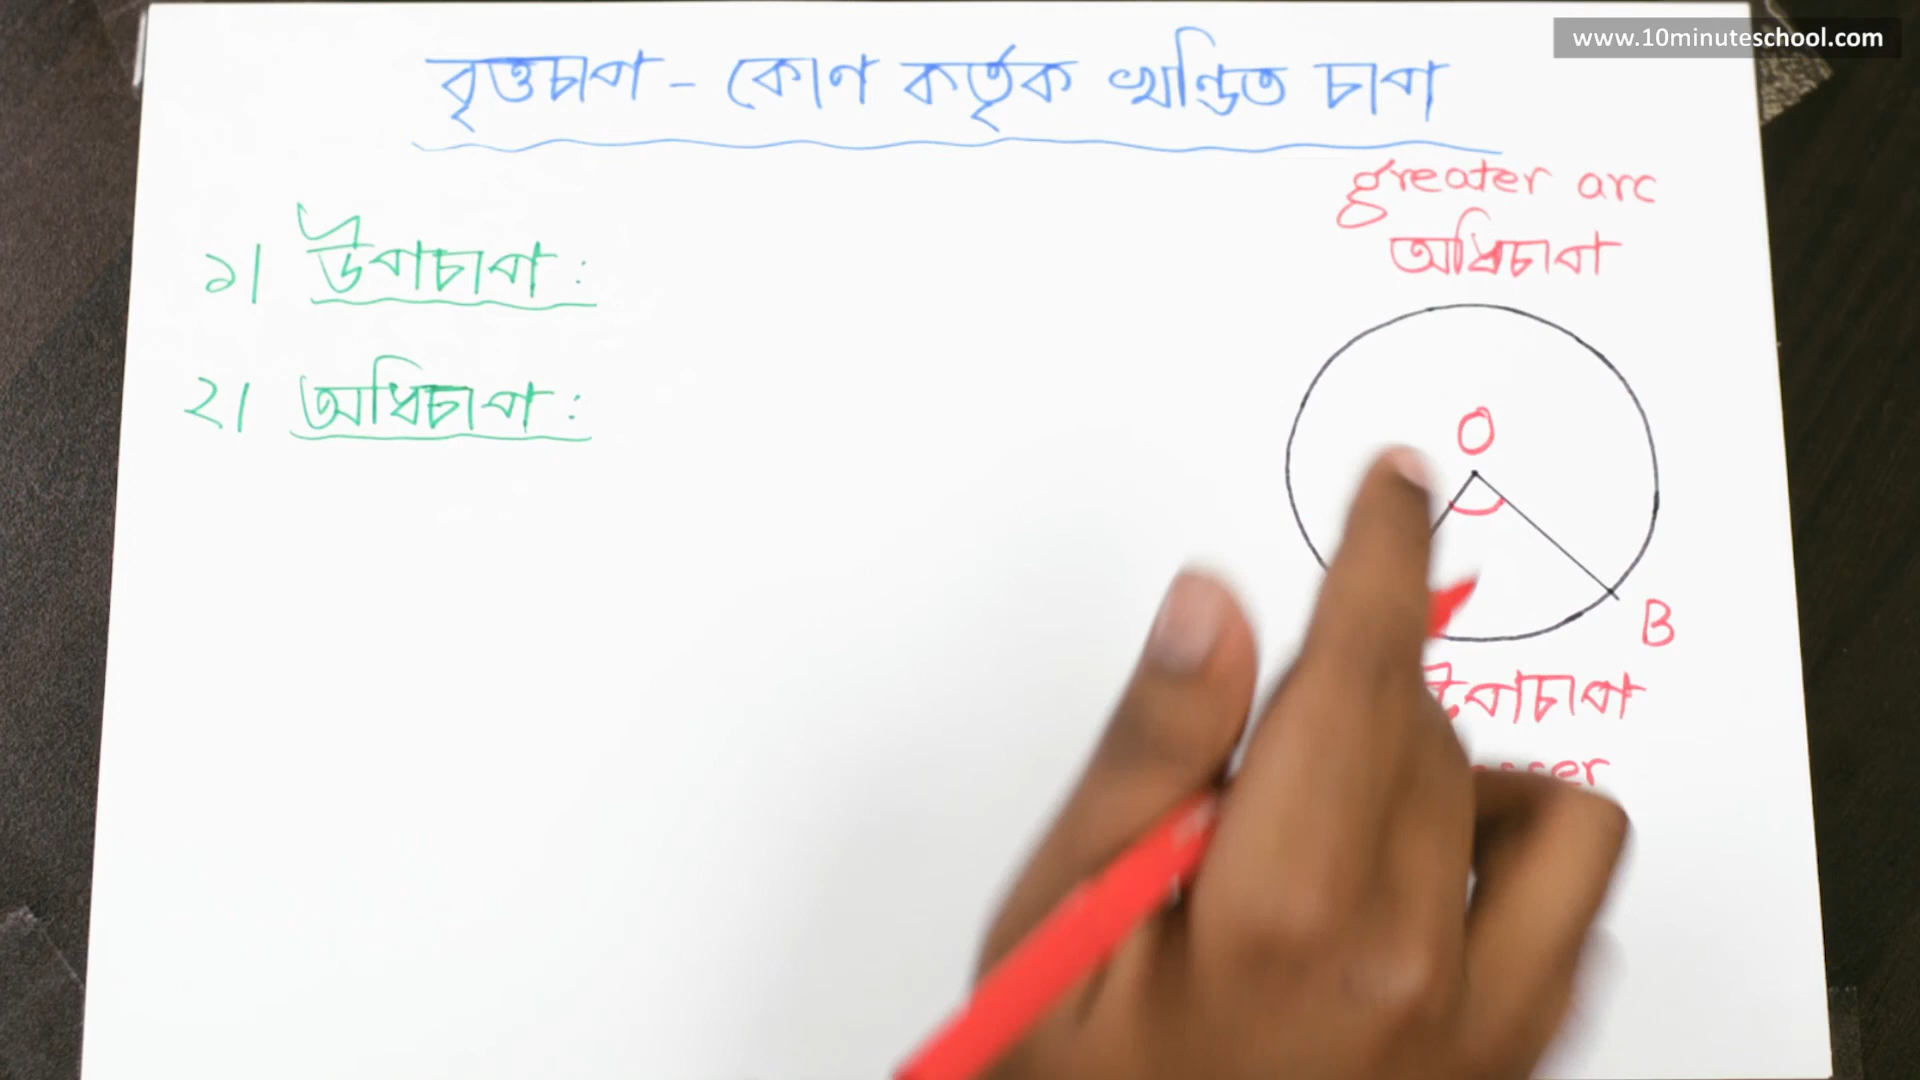 www.10minuteschool.com
বৃত্তচাপ - কোণ কর্তৃক খন্ডিত চাপ
greater arc
অধিচাপ
১। উপচাপ :
২। অধিচাপ :
O
B